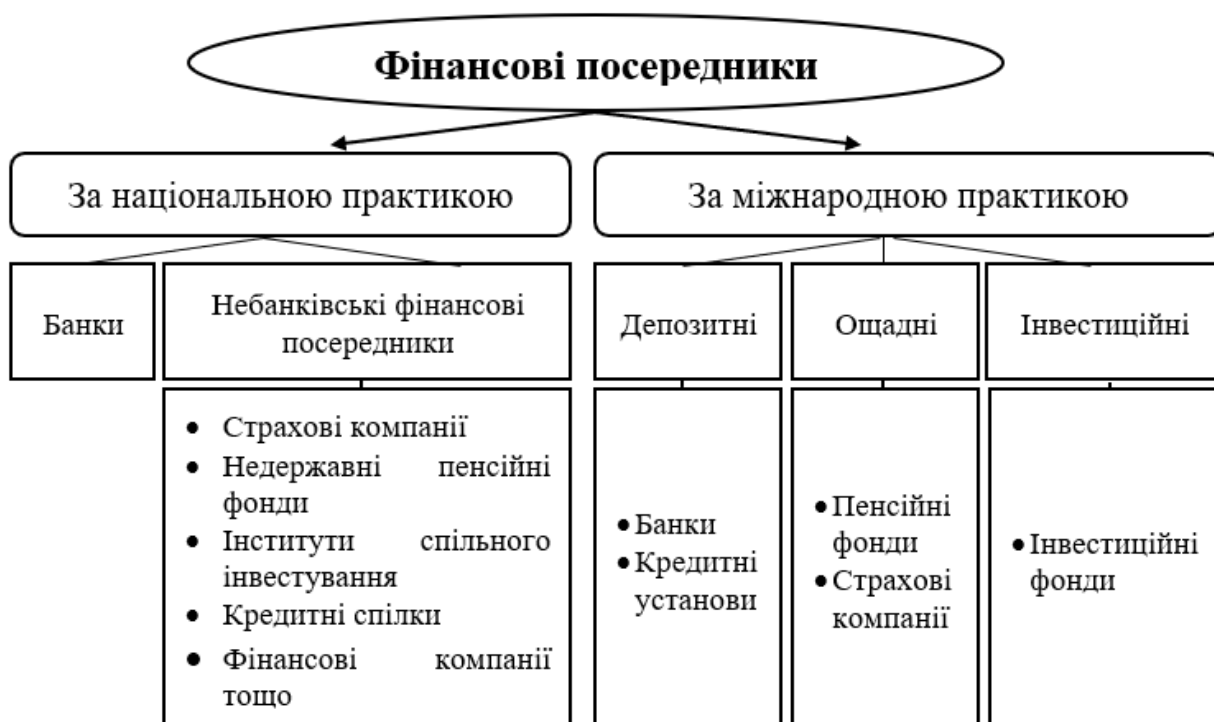 Фінансові посередники
За національною практикою
За міжнародною практикою
Банки
Небанківські фінансові
посередники
Депозитні
Ощадні
Інвестиційні
• Страхові компанії
• Недержавні пенсійні
фонди
• Інститути спільного
інвестування
• Кредитні спілки
• Фінансові компанії
тощо
• Банки
• Кредитні
установи
• Пенсійні
фонди
• Страхові
компанії
• Інвестиційні
фонди